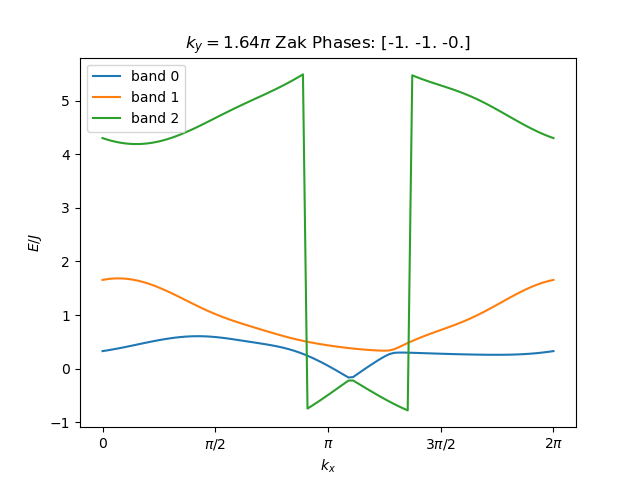 k_y = 1.64π Zak Phases: [-1. -1. -0.]
band 0
band 1
band 2
5
4
3
2
1
0
−1
E/J
0
π/2
π
3π/2
2π
k_x